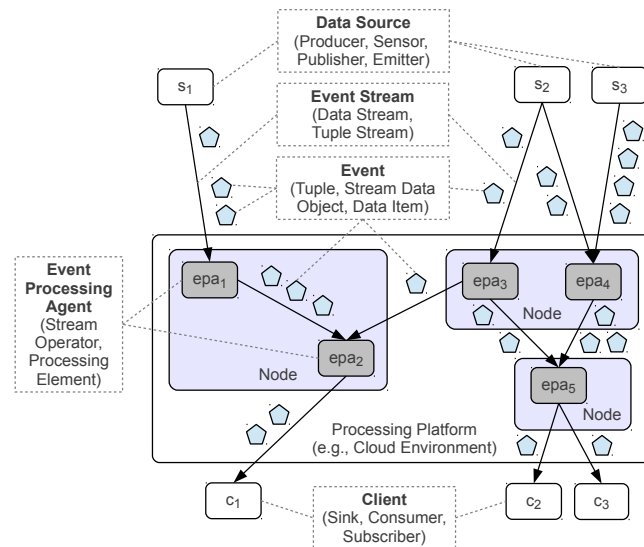 Data Source
(Producer, Sensor,
Publisher, Emitter)
s1
s2
s3
Event Stream
(Data Stream,
Tuple Stream)
Event
(Tuple, Stream Data
Object, Data Item)
Event
Processing
Agent
(Stream
Operator,
Processing
Element)
epa1
epa3
epa4
Node
epa2
Node
epa5
Node
Processing Platform
(e.g., Cloud Environment)
c1
Client
(Sink, Consumer,
Subscriber)
c2
c3